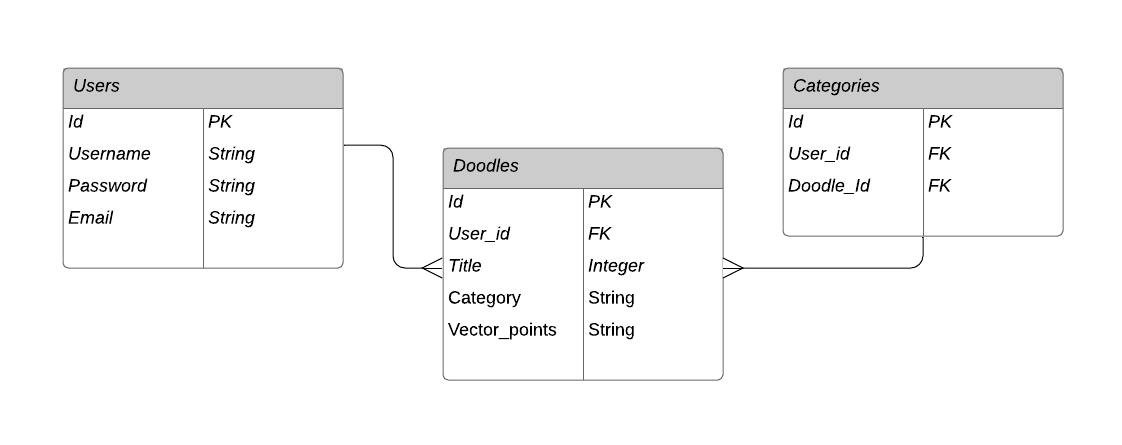 Users
Id PK
Username String
Password String
Email String
Doodles
Id PK
User_id FK
Title Integer
Category String
Vector_points String
Categories
Id PK
User_id FK
Doodle_Id FK